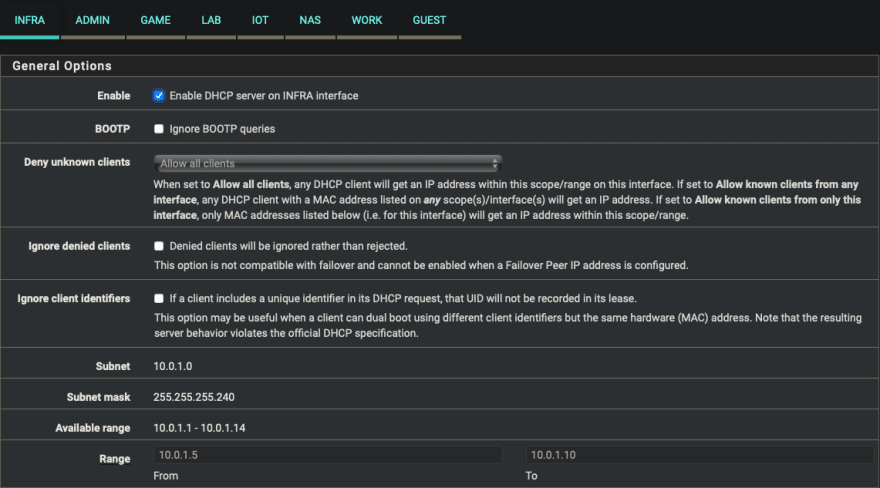 INFRA ADMIN GAME LAB IOT NAS WORK GUEST
General Options
Enable Enable DHCP server on INFRA interface
BOOTP Ignore BOOTP queries
Deny unknown clients Allow all clients
When set to Allow all clients, any DHCP client will get an IP address within this scope/range on this interface. If set to Allow known clients from any
interface, any DHCP client with a MAC address listed on any scope(s)/interface(s) will get an IP address. If set to Allow known clients from only this
interface, only MAC addresses listed below (i.e. for this interface) will get an IP address within this scope/range.
Ignore denied clients Denied clients will be ignored rather than rejected.
This option is not compatible with failover and cannot be enabled when a Failover Peer IP address is configured.
Ignore client identifiers If a client includes a unique identifier in its DHCP request, that UID will not be recorded in its lease.
This option may be useful when a client can dual boot using different client identifiers but the same hardware (MAC) address. Note that the resulting
server behavior violates the official DHCP specification.
Subnet 10.0.1.0
Subnet mask 255.255.255.240
Available range 10.0.1.1 - 10.0.1.14
Range 10.0.1.5 10.0.1.10
From To